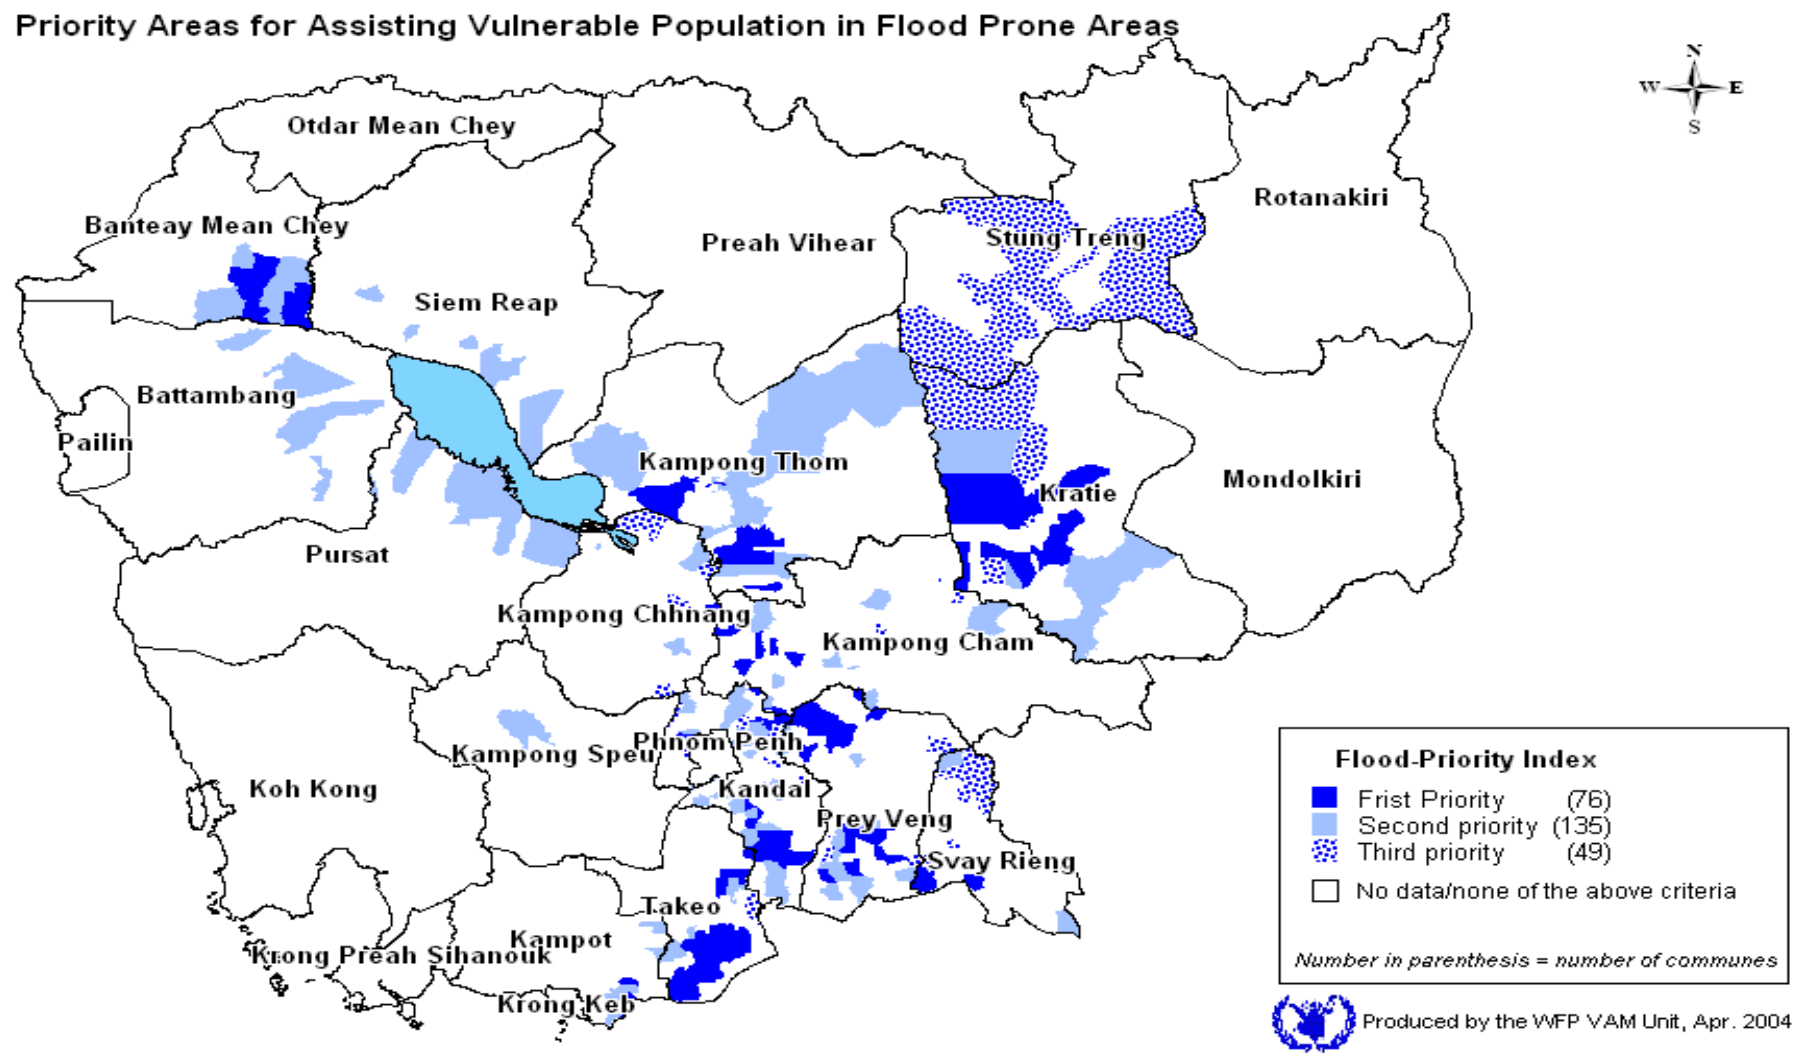 Priority Areas for Assisting Vulnerable Population in Flood Prone Areas
N
W E
S
Otdar Mean Chey
Rotanakiri
Banteay Mean Chey
Preah Vihear
Stung Treng
Siem Reap
Battambang
Pailin
Kampong Thom
Mondolkiri
Kratie
Pursat
Kampong Chhnang
Kampong Cham
Phnom Penh
Kampong Speu
Koh Kong
Kandal
Prey Veng
Svay Rieng
Takeo
Kampot
Krong Preah Sihanouk
Krong Keb
Flood-Priority Index
Frist Priority (76)
Second priority (135)
Third priority (49)
No data/none of the above criteria
Number in parenthesis = number of communes
Produced by the WFP VAM Unit, Apr. 2004